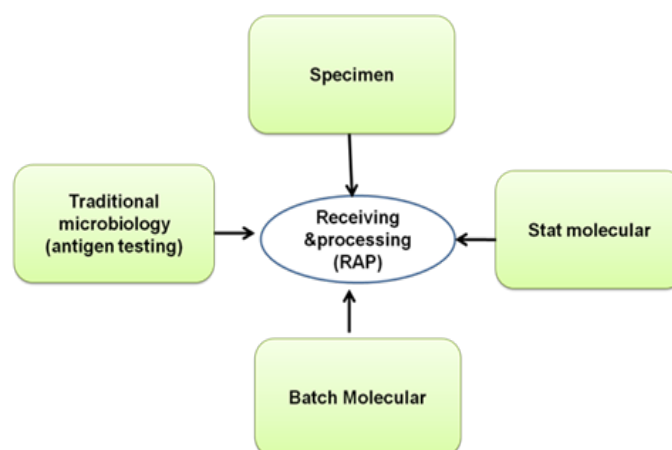 Specimen
Traditional
microbiology
(antigen testing)
Receiving
&processing
(RAP)
Stat molecular
Batch Molecular